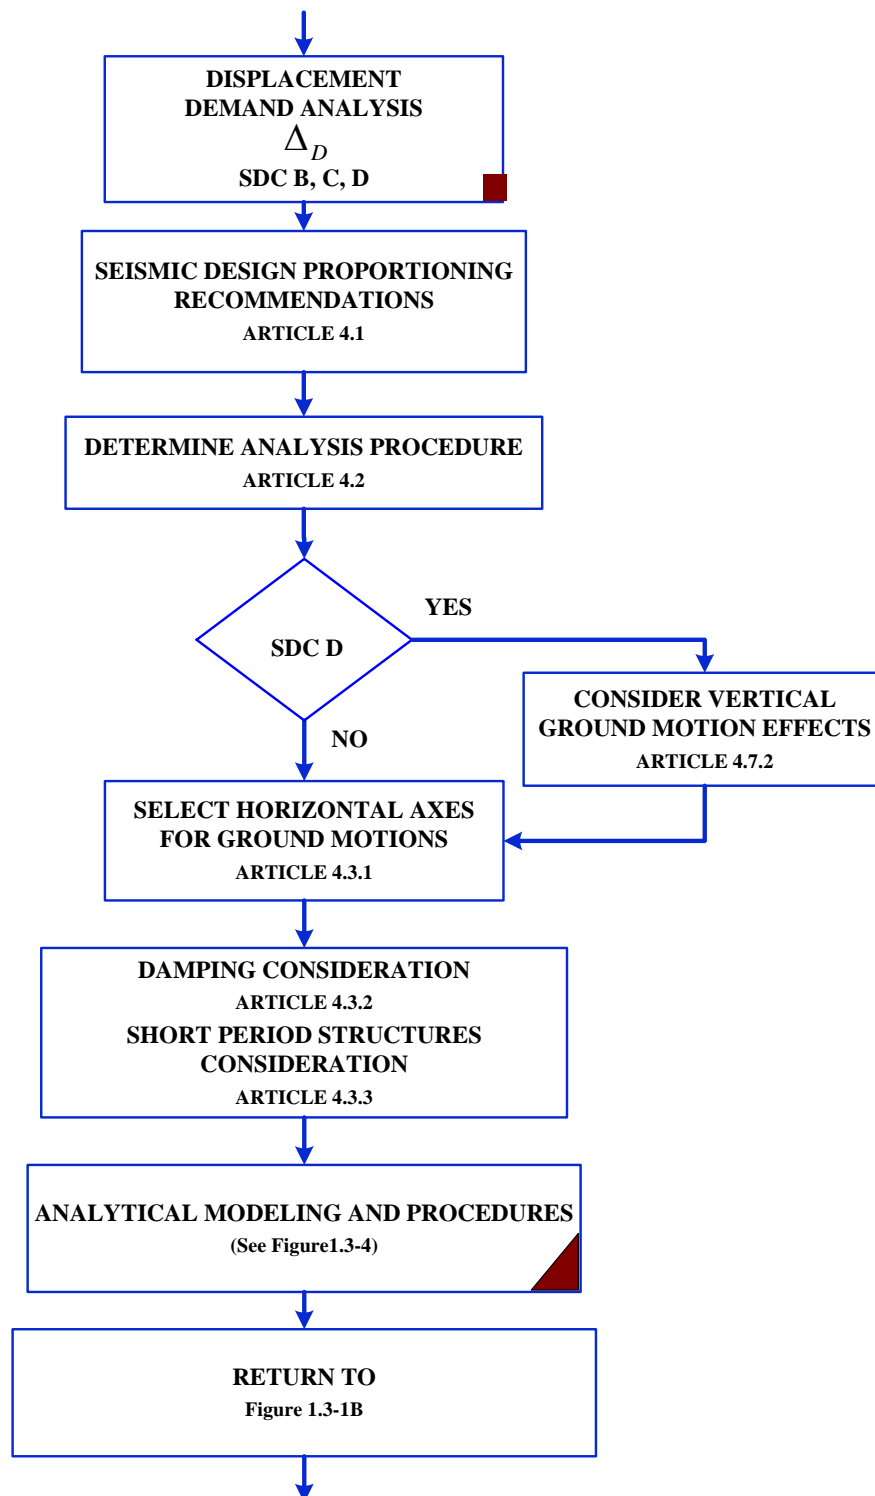 DISPLACEMENT
DEMAND ANALYSIS
Δ_D
SDC B, C, D
SEISMIC DESIGN PROPORTIONING
RECOMMENDATIONS
ARTICLE 4.1
DETERMINE ANALYSIS PROCEDURE
ARTICLE 4.2
YES
SDC D
CONSIDER VERTICAL
GROUND MOTION EFFECTS
ARTICLE 4.7.2
NO
SELECT HORIZONTAL AXES
FOR GROUND MOTIONS
ARTICLE 4.3.1
DAMPING CONSIDERATION
ARTICLE 4.3.2
SHORT PERIOD STRUCTURES
CONSIDERATION
ARTICLE 4.3.3
ANALYTICAL MODELING AND PROCEDURES
(See Figure1.3-4)
RETURN TO
Figure 1.3-1B